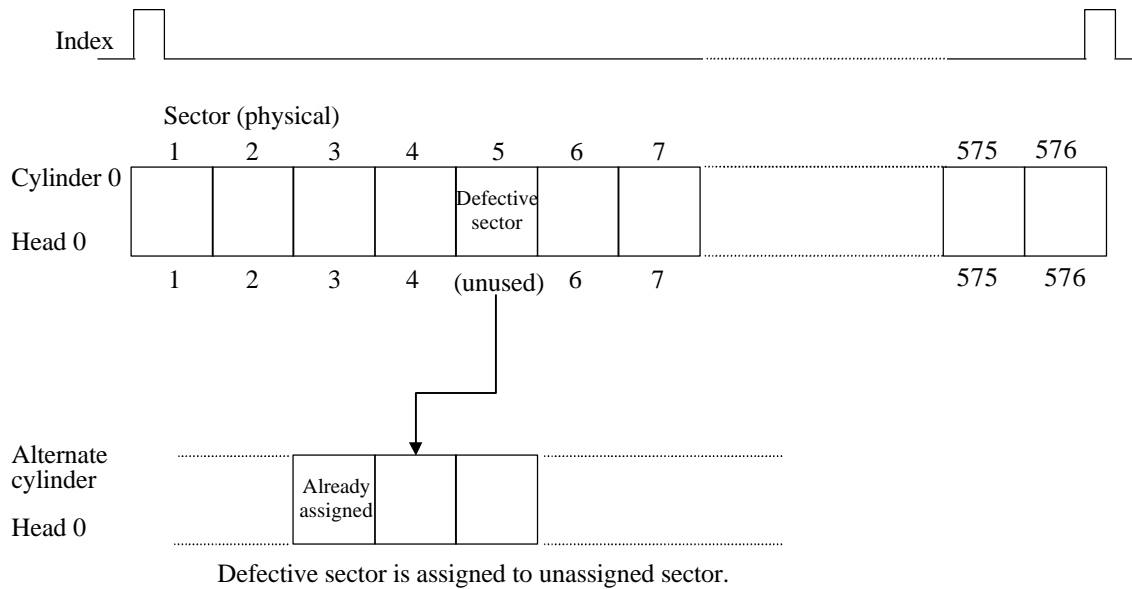 Index
Sector (physical)
1 2 3 4 5 6 7 575 576
Cylinder 0
Defective
sector
Head 0
1 2 3 4 (unused) 6 7 575 576
Alternate
cylinder
Already
assigned
Head 0
Defective sector is assigned to unassigned sector.